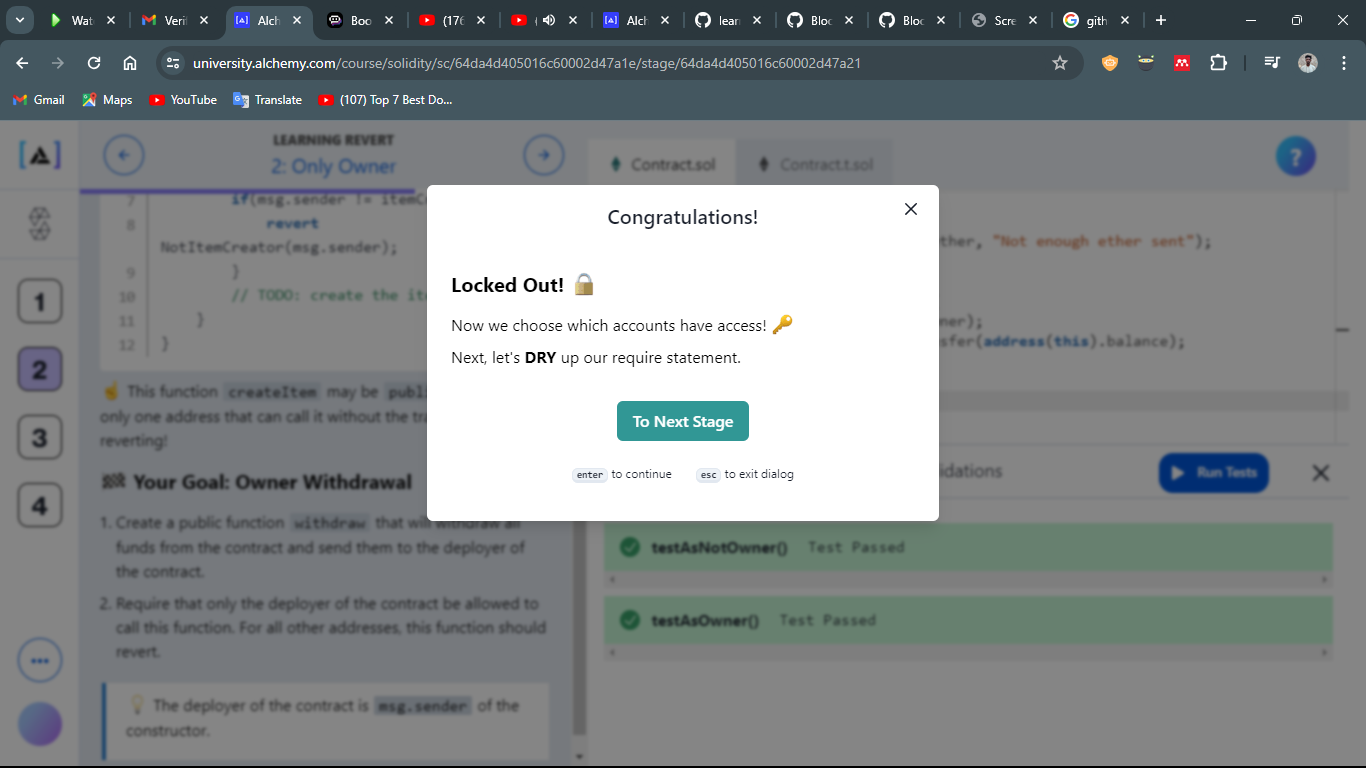 Wat
Veri
Alch
Boo
(176
(
Alch
lear
Bloc
Bloc
Scre
gith
university.alchemy.com/course/solidity/sc/64da4d405016c60002d47a1e/stage/64da4d405016c60002d47a21
Gmail
Maps
YouTube
Translate
(107) Top 7 Best Do...
LEARNING REVERT
2: Only Owner
Contract.sol
Contract.t.sol
?
1
2
3
4
7 if(msg.sender != itemC
8 revert
NotItemCreator(msg.sender);
9 }
10 // TODO: create the ite
11 }
12 }
This function createItem may be publi
only one address that can call it without the tra
reverting!
Your Goal: Owner Withdrawal
1. Create a public function withdraw that will withdraw all
funds from the contract and send them to the deployer of
the contract.
2. Require that only the deployer of the contract be allowed to
call this function. For all other addresses, this function should
revert.
The deployer of the contract is msg.sender of the
constructor.
Congratulations!
Locked Out!
Now we choose which accounts have access!
Next, let's DRY up our require statement.
To Next Stage
enter to continue
esc to exit dialog
ther, "Not enough ether sent");
ner);
sfer(address(this).balance);
idations
Run Tests
testAsNotOwner() Test Passed
testAsOwner() Test Passed